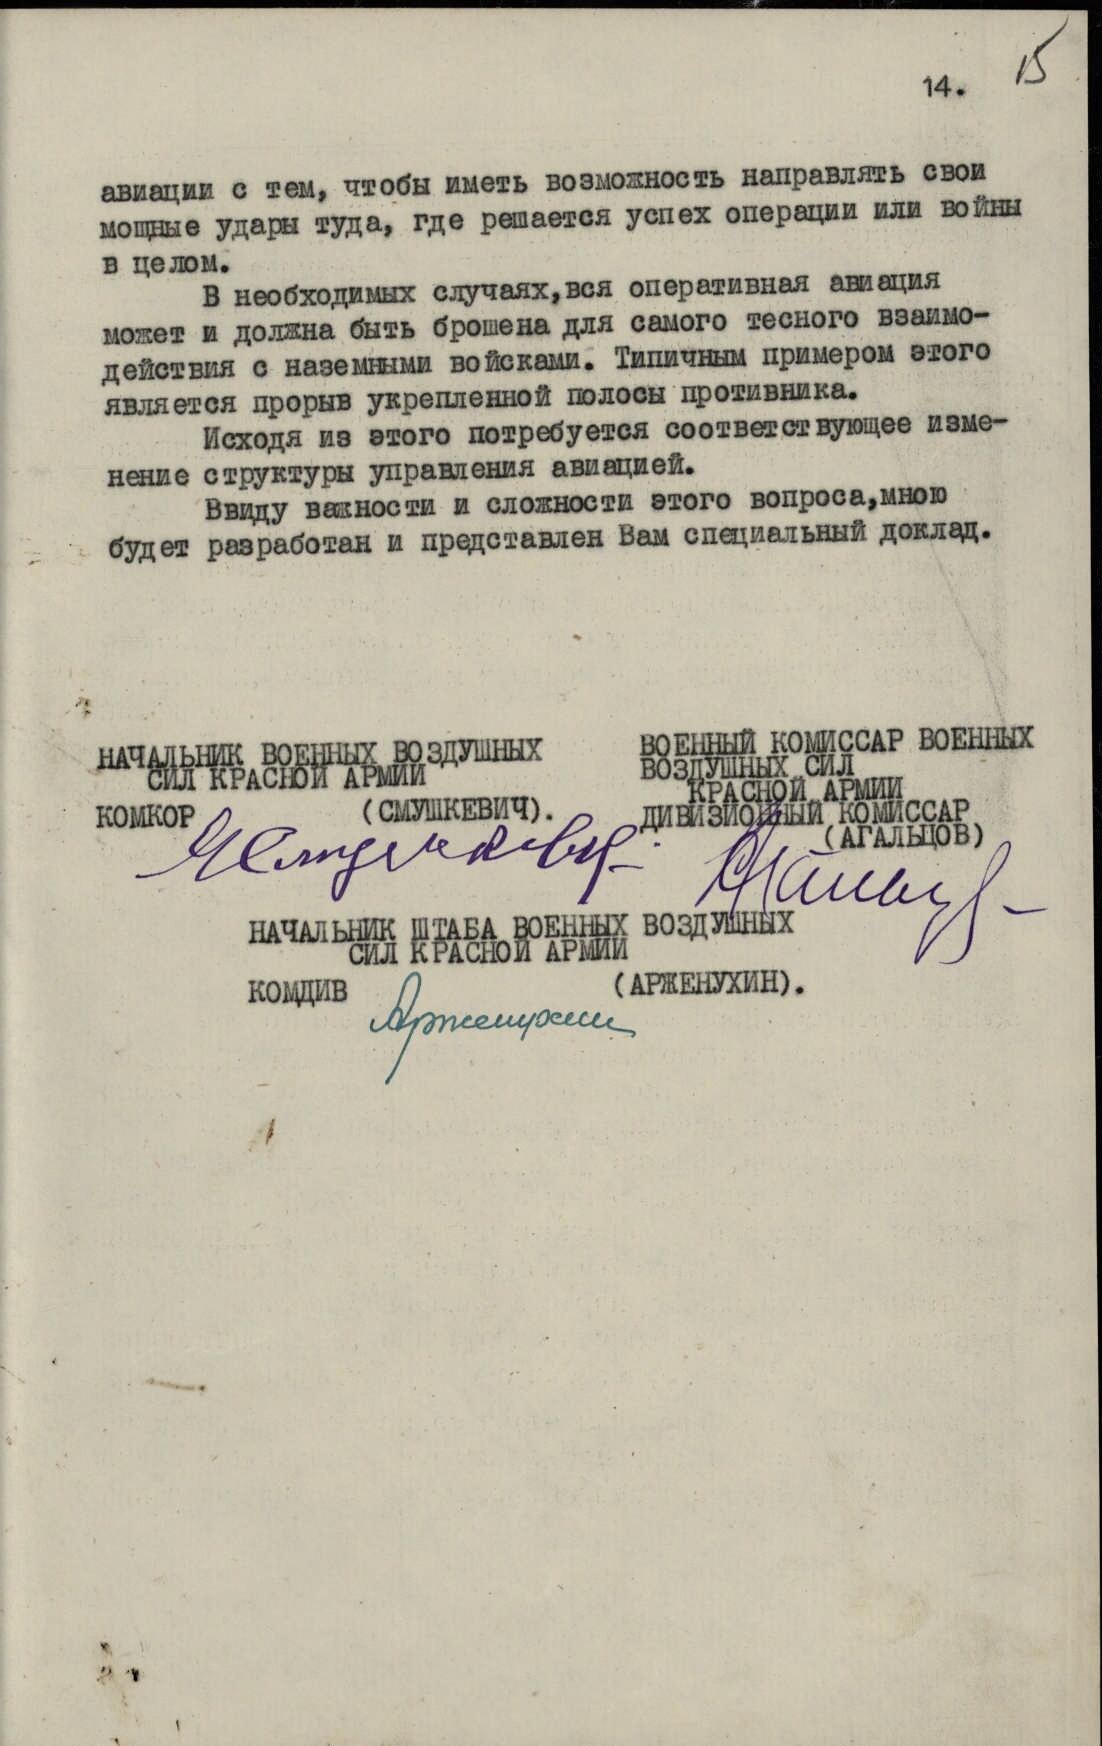 15
14.
авиации с тем, чтобы иметь возможность направлять свои
мощные удары туда, где решается успех операции или войны
в целом.
В необходимых случаях,вся оперативная авиация
может и должна быть брошена для самого тесного взаимо-
действия с наземными войсками. Типичным примером этого
является прорыв укрепленной полосы противника.
Исходя из этого потребуется соответствующее изме-
нение структуры управления авиацией.
Ввиду важности и сложности этого вопроса,мною
будет разработан и представлен Вам специальный доклад.
НАЧАЛЬНИК ВОЕННЫХ ВОЗДУШНЫХ
СИЛ КРАСНОЙ АРМИИ
КОМКОР (СМУШКЕВИЧ).
ВОЕННЫЙ КОМИССАР ВОЕННЫХ
ВОЗДУШНЫХ СИЛ
КРАСНОЙ АРМИИ
ДИВИЗИОННЫЙ КОМИССАР
(АГАЛЬЦОВ)
НАЧАЛЬНИК ШТАБА ВОЕННЫХ ВОЗДУШНЫХ
СИЛ КРАСНОЙ АРМИИ
КОМДИВ (АРЖЕНУХИН).
Арженухин